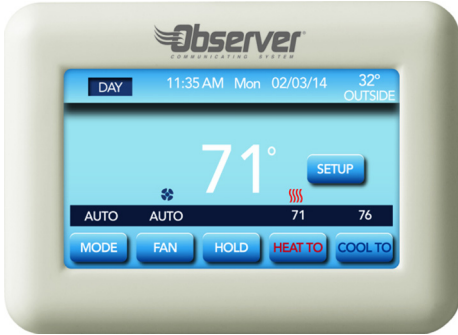 Observer
COMMUNICATING SYSTEM
DAY 11:35 AM Mon 02/03/14 32°
OUTSIDE
71°
SETUP
AUTO AUTO 71 76
MODE FAN HOLD HEAT TO COOL TO